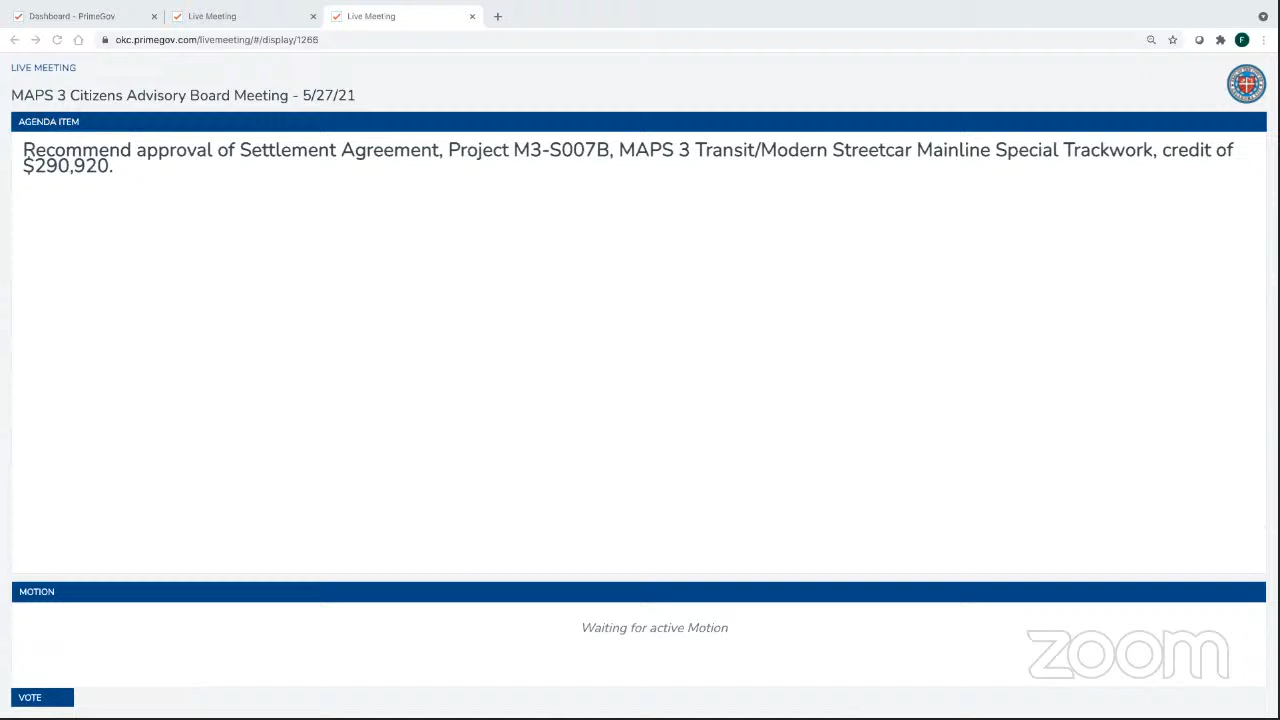 Dashboard - PrimeGov
Live Meeting
Live Meeting
okc.primegov.com/livemeeting/#/display/1266
F
LIVE MEETING
MAPS 3 Citizens Advisory Board Meeting - 5/27/21
AGENDA ITEM
Recommend approval of Settlement Agreement, Project M3-S007B, MAPS 3 Transit/Modern Streetcar Mainline Special Trackwork, credit of
$290,920.
MOTION
Waiting for active Motion
zoom
VOTE